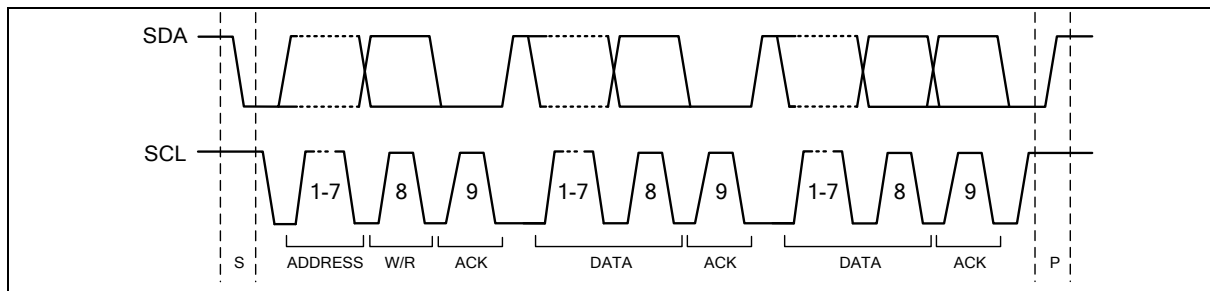 SDA
SCL
1-7 8 9 1-7 8 9 1-7 8 9
S ADDRESS W/R ACK DATA ACK DATA ACK P